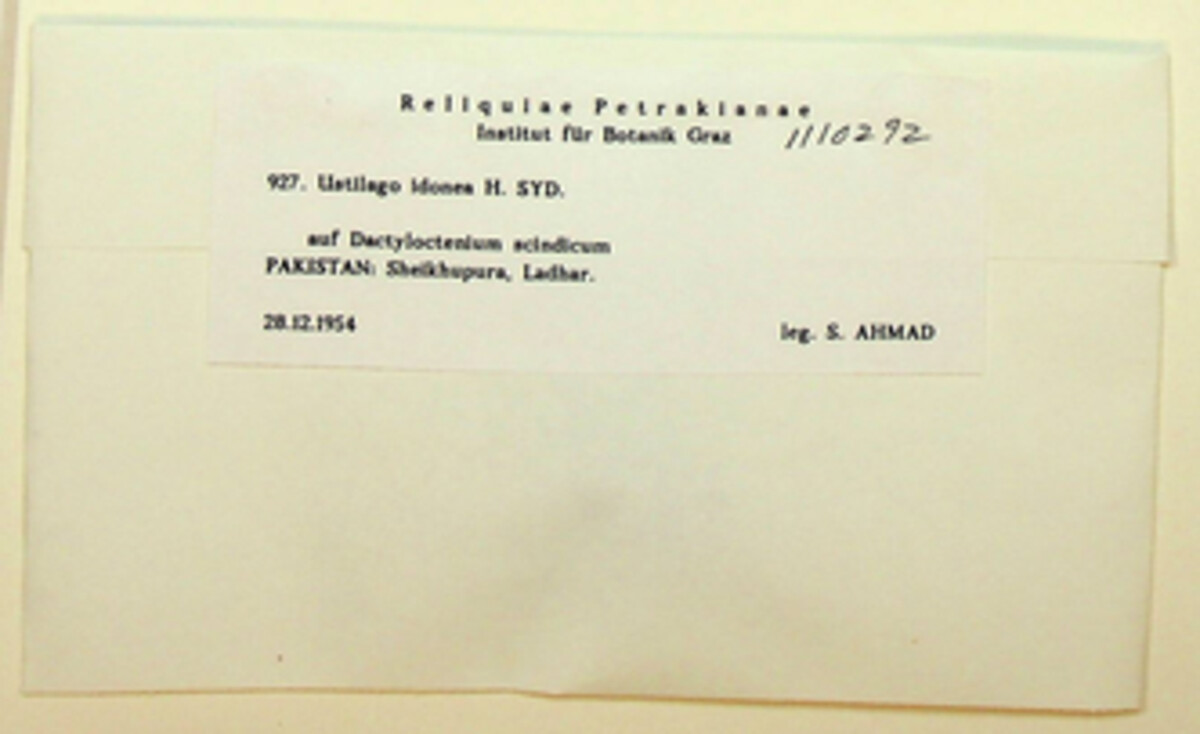 Reliquiae Petrakianae
Institut für Botanik Graz 1110292
927. Ustilago idonea H. SYD.
auf Dactyloctenium scindicum
PAKISTAN: Sheikhupura, Ladhar.
28.12.1954 leg. S. AHMAD